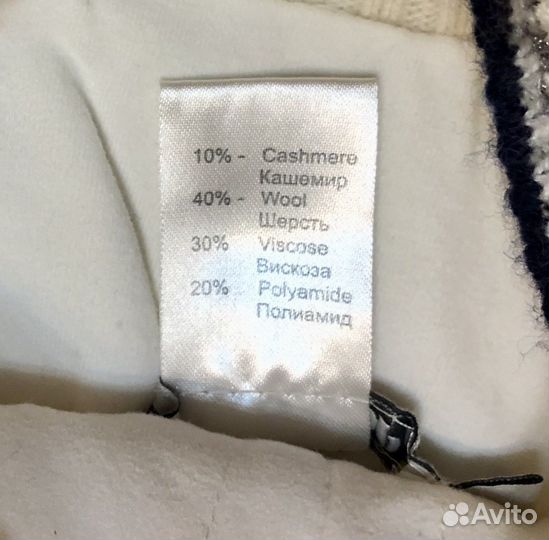 10% - Cashmere
Кашемир
40% - Wool
Шерсть
30% Viscose
Вискоза
20% Polyamide
Полиамид
Avito